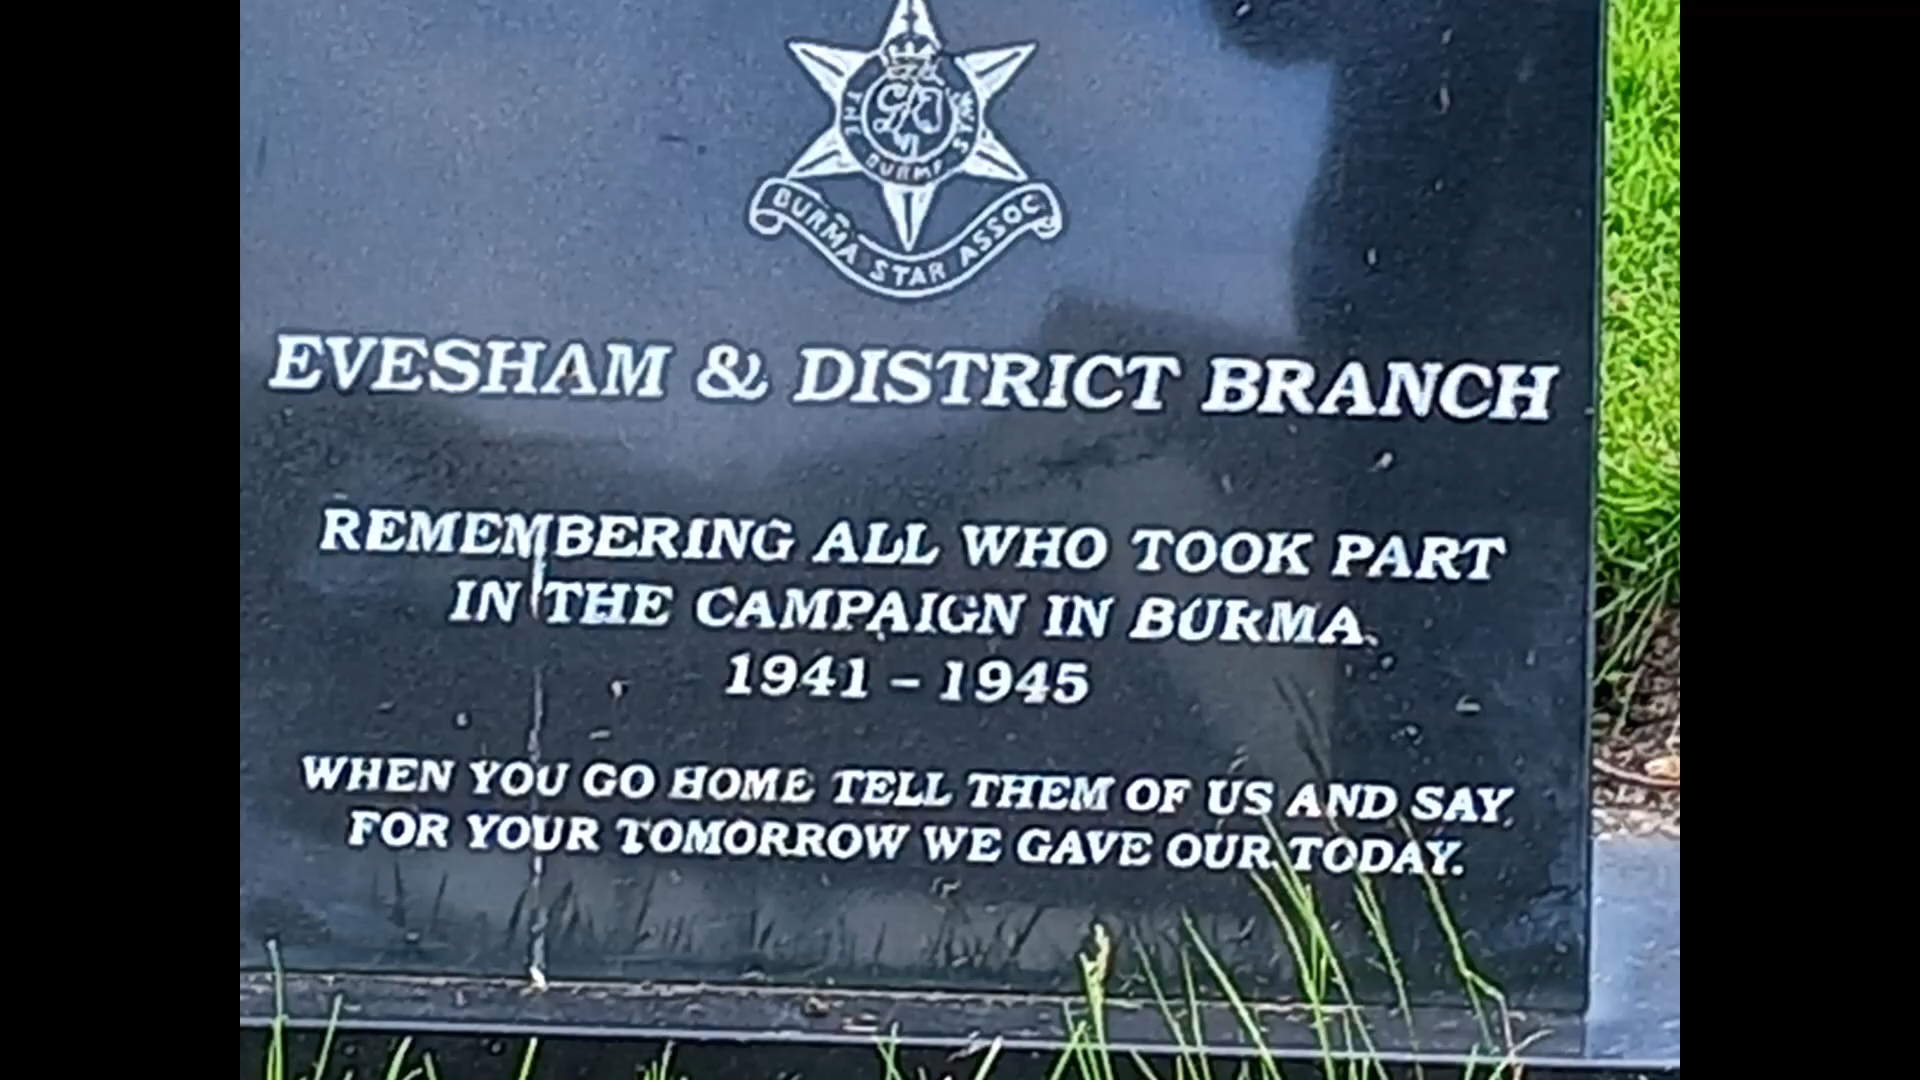 THE BURMA STAR
BURMA STAR ASSOC
EVESHAM & DISTRICT BRANCH
REMEMBERING ALL WHO TOOK PART
IN THE CAMPAIGN IN BURMA.
1941 – 1945
WHEN YOU GO HOME TELL THEM OF US AND SAY,
FOR YOUR TOMORROW WE GAVE OUR TODAY.